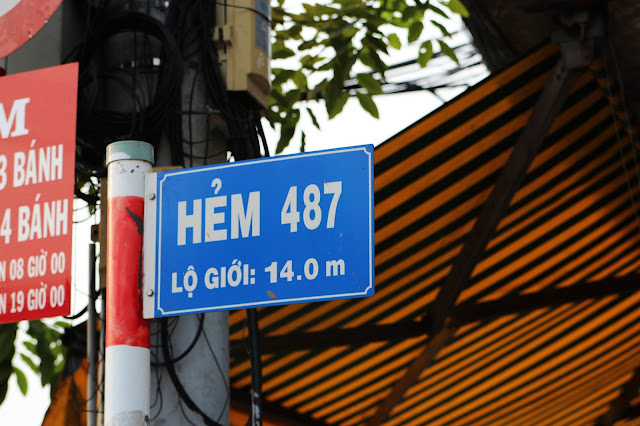 M
3 BÁNH
4 BÁNH
N 08 GIỜ 00
N 19 GIỜ 00
HẺM 487
LỘ GIỚI: 14.0 m